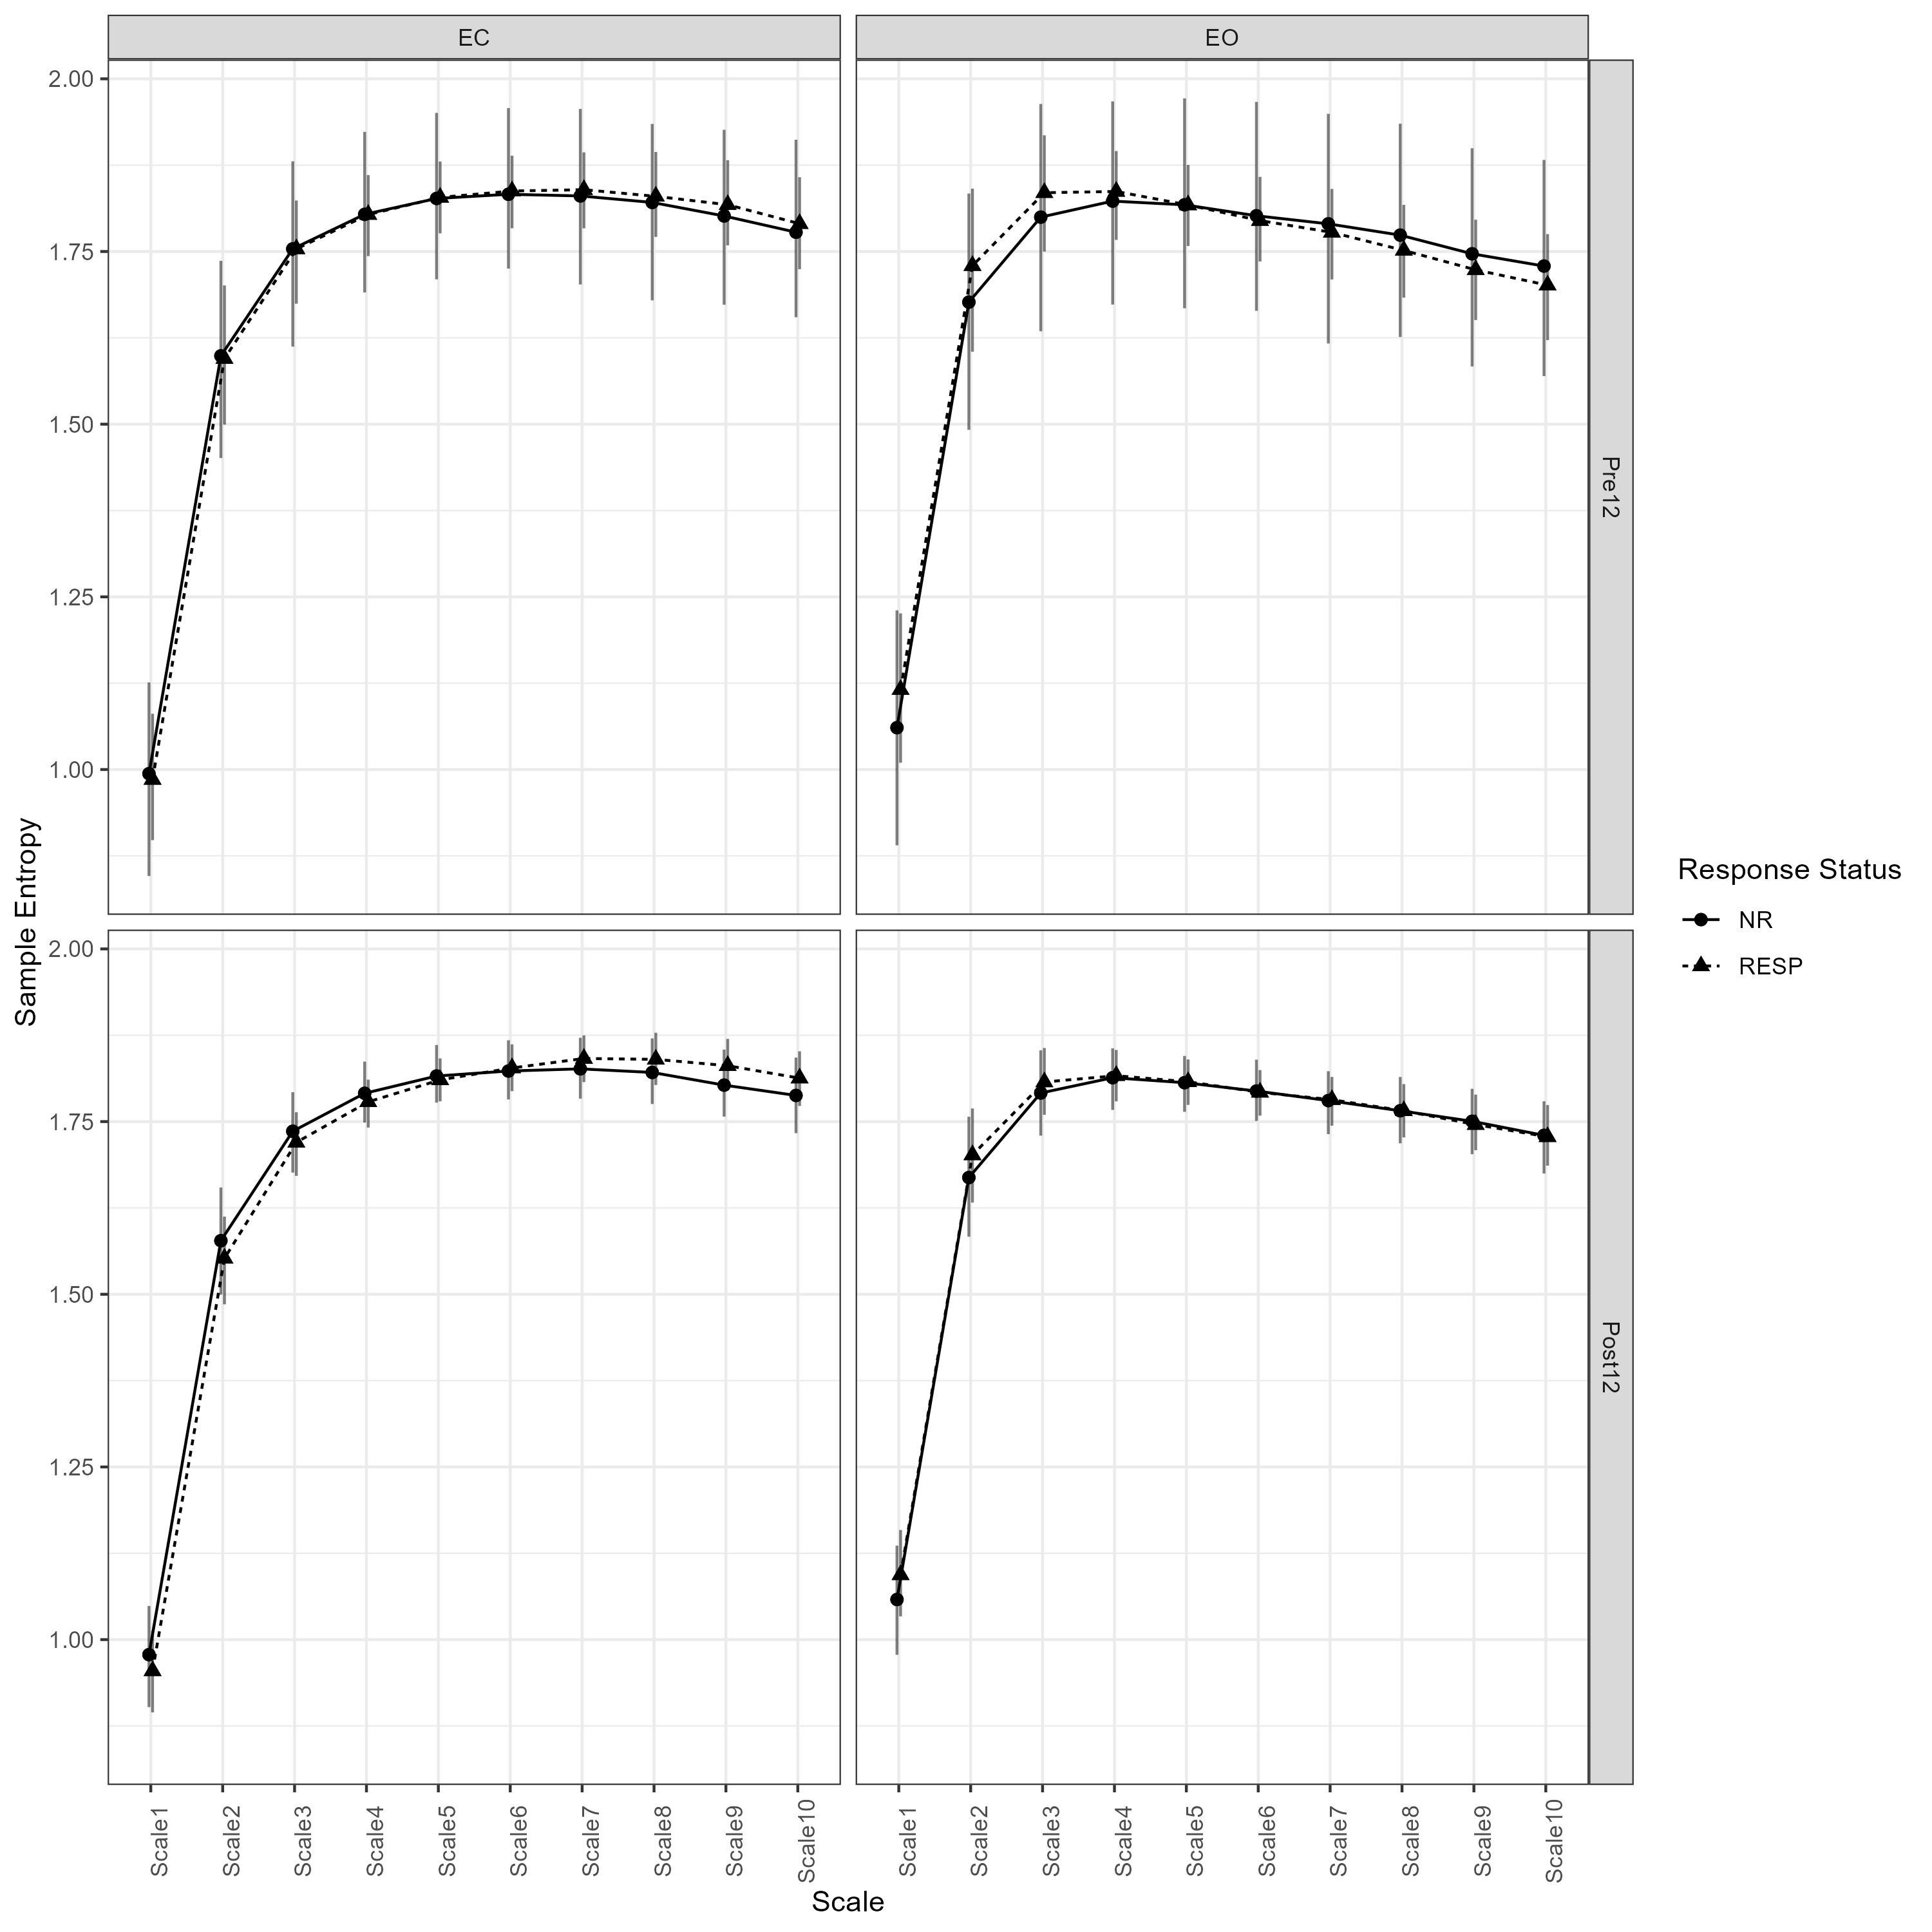 EC
EO
2.00
1.75
1.50
1.25
1.00
Pre12
2.00
1.75
1.50
1.25
1.00
Post12
Sample Entropy
Scale1
Scale2
Scale3
Scale4
Scale5
Scale6
Scale7
Scale8
Scale9
Scale10
Scale1
Scale2
Scale3
Scale4
Scale5
Scale6
Scale7
Scale8
Scale9
Scale10
Scale
Response Status
NR
RESP